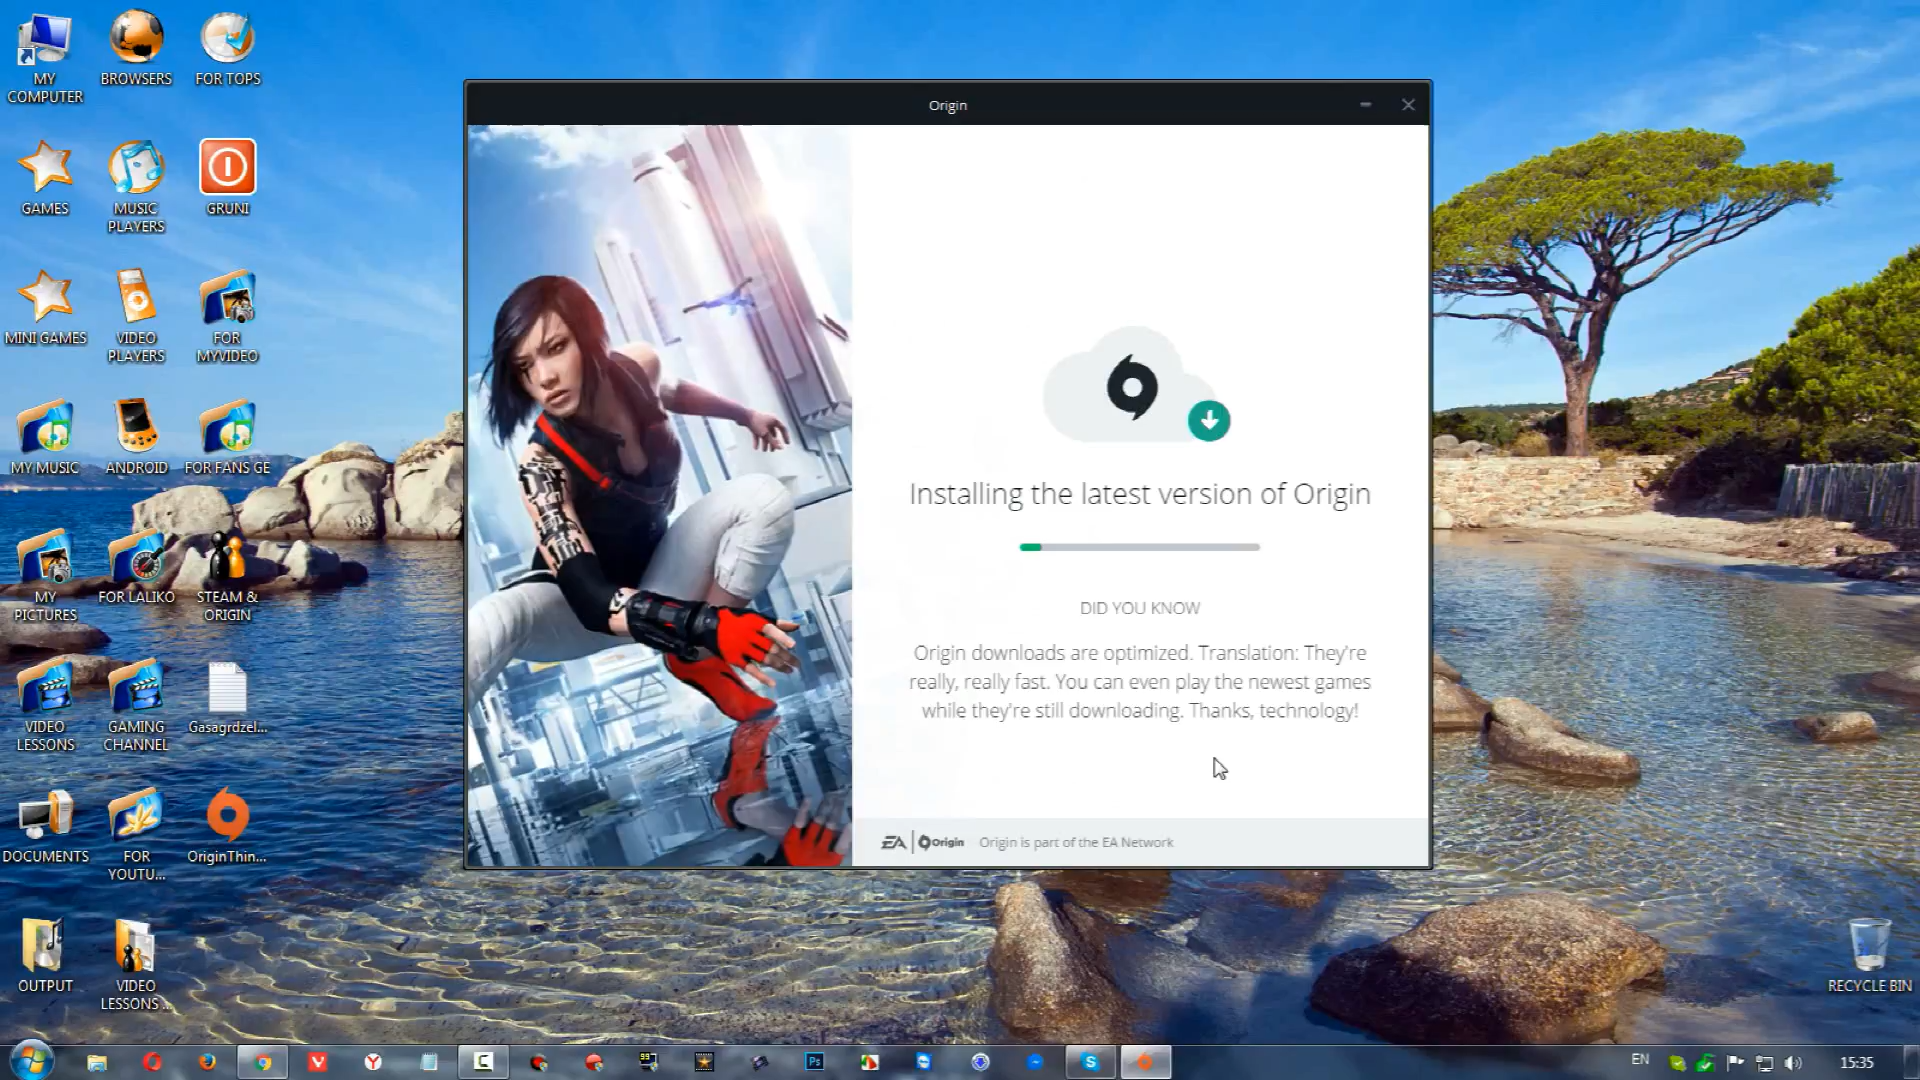 MY
COMPUTER
BROWSERS
FOR TOPS
GAMES
MUSIC
PLAYERS
GRUNI
MINI GAMES
VIDEO
PLAYERS
FOR
MYVIDEO
MY MUSIC
ANDROID
FOR FANS GE
MY
PICTURES
FOR LALIKO
STEAM &
ORIGIN
VIDEO
LESSONS
GAMING
CHANNEL
Gasagrdzel...
DOCUMENTS
FOR
YOUTU...
OriginThin...
OUTPUT
VIDEO
LESSONS ...
Origin
Installing the latest version of Origin
DID YOU KNOW
Origin downloads are optimized. Translation: They're
really, really fast. You can even play the newest games
while they're still downloading. Thanks, technology!
EA Origin Origin is part of the EA Network
RECYCLE BIN
99
Ps
EN
15:35